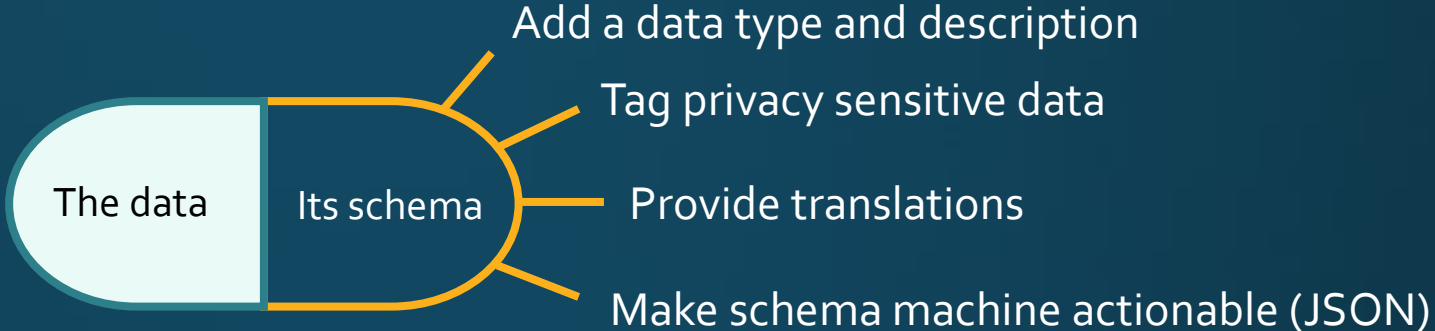 Add a data type and description
Tag privacy sensitive data
The data
Its schema
Provide translations
Make schema machine actionable (JSON)